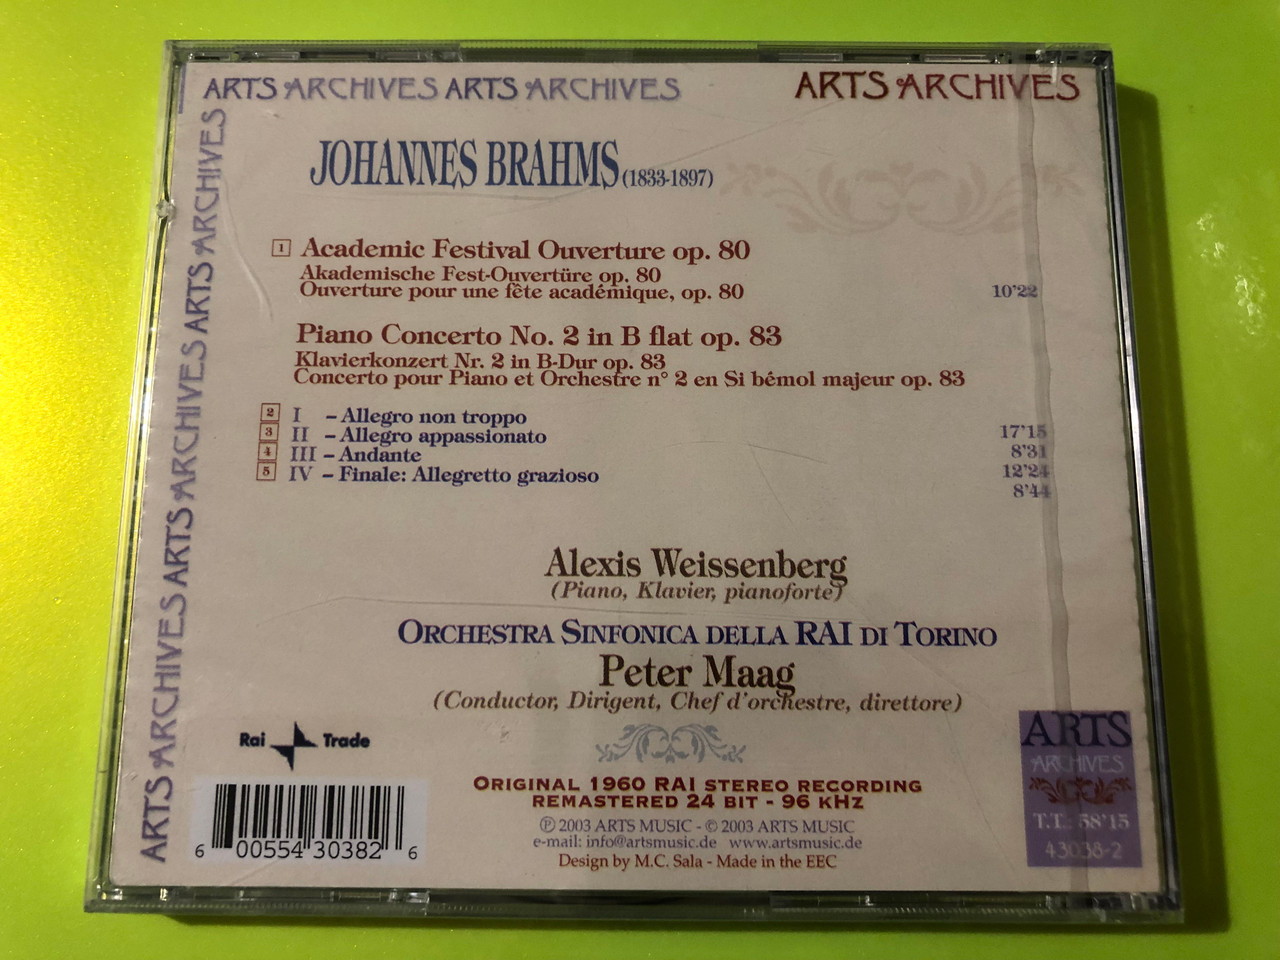 ARTS ARCHIVES ARTS ARCHIVES
ARTS ARCHIVES
ARTS ARCHIVES ARTS ARCHIVES ARTS ARCHIVES ARTS ARCHIVES
JOHANNES BRAHMS (1833-1897)
1 Academic Festival Ouverture op. 80
Akademische Fest-Ouvertüre op. 80
Ouverture pour une fête académique, op. 80 10'22
Piano Concerto No. 2 in B flat op. 83
Klavierkonzert Nr. 2 in B-Dur op. 83
Concerto pour Piano et Orchestre n° 2 en Si bémol majeur op. 83
2 I – Allegro non troppo 17'15
3 II – Allegro appassionato 8'31
4 III – Andante 12'24
5 IV – Finale: Allegretto grazioso 8'44
Alexis Weissenberg
(Piano, Klavier, pianoforte)
ORCHESTRA SINFONICA DELLA RAI DI TORINO
Peter Maag
(Conductor, Dirigent, Chef d'orchestre, direttore)
Rai Trade
ORIGINAL 1960 RAI STEREO RECORDING
REMASTERED 24 BIT - 96 KHZ
℗ 2003 ARTS MUSIC - © 2003 ARTS MUSIC
e-mail: info@artsmusic.de www.artsmusic.de
Design by M.C. Sala - Made in the EEC
6 00554 30382 6
ARTS
ARCHIVES
T.T.: 58'15
43038-2